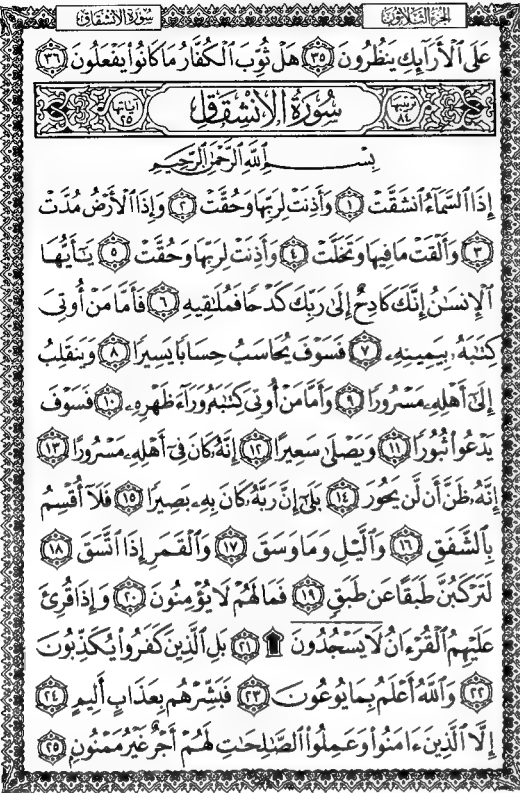 سورة الانشقاق الجزء الثلاثون
عَلَى ٱلْأَرَآئِكِ يَنظُرُونَ ٣٥ هَلْ ثُوِّبَ ٱلْكُفَّارُ مَا كَانُوا۟ يَفْعَلُونَ ٣٦
ترتيبها ٨٤ سُورَةُ الانشِقَاقِ آياتها ٢٥
بِسْمِ ٱللَّهِ ٱلرَّحْمَٰنِ ٱلرَّحِيمِ
إِذَا ٱلسَّمَآءُ ٱنشَقَّتْ ١ وَأَذِنَتْ لِرَبِّهَا وَحُقَّتْ ٢ وَإِذَا ٱلْأَرْضُ مُدَّتْ
٣ وَأَلْقَتْ مَا فِيهَا وَتَخَلَّتْ ٤ وَأَذِنَتْ لِرَبِّهَا وَحُقَّتْ ٥ يَٰٓأَيُّهَا
ٱلْإِنسَٰنُ إِنَّكَ كَادِحٌ إِلَىٰ رَبِّكَ كَدْحًا فَمُلَٰقِيهِ ٦ فَأَمَّا مَنْ أُوتِىَ
كِتَٰبَهُۥ بِيَمِينِهِۦ ٧ فَسَوْفَ يُحَاسَبُ حِسَابًا يَسِيرًا ٨ وَيَنقَلِبُ
إِلَىٰٓ أَهْلِهِۦ مَسْرُورًا ٩ وَأَمَّا مَنْ أُوتِىَ كِتَٰبَهُۥ وَرَآءَ ظَهْرِهِۦ ١٠ فَسَوْفَ
يَدْعُوا۟ ثُبُورًا ١١ وَيَصْلَىٰ سَعِيرًا ١٢ إِنَّهُۥ كَانَ فِىٓ أَهْلِهِۦ مَسْرُورًا ١٣
إِنَّهُۥ ظَنَّ أَن لَّن يَحُورَ ١٤ بَلَىٰٓ إِنَّ رَبَّهُۥ كَانَ بِهِۦ بَصِيرًا ١٥ فَلَآ أُقْسِمُ
بِٱلشَّفَقِ ١٦ وَٱلَّيْلِ وَمَا وَسَقَ ١٧ وَٱلْقَمَرِ إِذَا ٱتَّسَقَ ١٨
لَتَرْكَبُنَّ طَبَقًا عَن طَبَقٍ ١٩ فَمَا لَهُمْ لَا يُؤْمِنُونَ ٢٠ وَإِذَا قُرِئَ
عَلَيْهِمُ ٱلْقُرْءَانُ لَا يَسْجُدُونَ ۩ ٢١ بَلِ ٱلَّذِينَ كَفَرُوا۟ يُكَذِّبُونَ
٢٢ وَٱللَّهُ أَعْلَمُ بِمَا يُوعُونَ ٢٣ فَبَشِّرْهُم بِعَذَابٍ أَلِيمٍ ٢٤
إِلَّا ٱلَّذِينَ ءَامَنُوا۟ وَعَمِلُوا۟ ٱلصَّٰلِحَٰتِ لَهُمْ أَجْرٌ غَيْرُ مَمْنُونٍۭ ٢٥